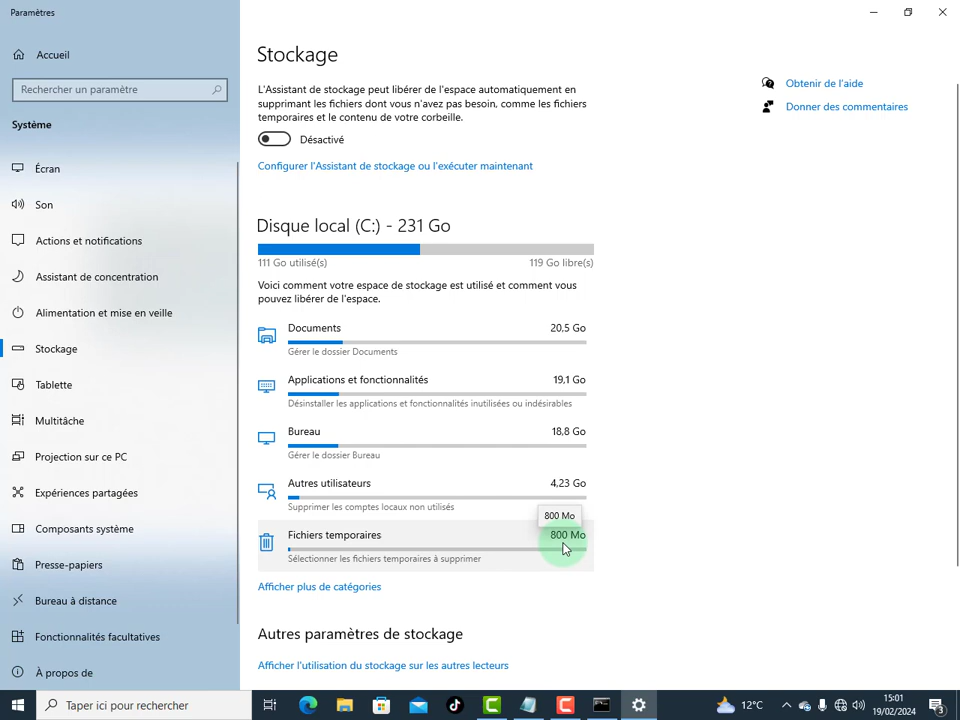 Paramètres
Accueil
Rechercher un paramètre
Système
Écran
Son
Actions et notifications
Assistant de concentration
Alimentation et mise en veille
Stockage
Tablette
Multitâche
Projection sur ce PC
Expériences partagées
Composants système
Presse-papiers
Bureau à distance
Fonctionnalités facultatives
À propos de
Stockage
L'Assistant de stockage peut libérer de l'espace automatiquement en
supprimant les fichiers dont vous n'avez pas besoin, comme les fichiers
temporaires et le contenu de votre corbeille.
Désactivé
Configurer l'Assistant de stockage ou l'exécuter maintenant
Disque local (C:) - 231 Go
111 Go utilisé(s) 119 Go libre(s)
Voici comment votre espace de stockage est utilisé et comment vous
pouvez libérer de l'espace.
Documents 20,5 Go
Gérer le dossier Documents
Applications et fonctionnalités 19,1 Go
Désinstaller les applications et fonctionnalités inutilisées ou indésirables
Bureau 18,8 Go
Gérer le dossier Bureau
Autres utilisateurs 4,23 Go
Supprimer les comptes locaux non utilisés
800 Mo
Fichiers temporaires 800 Mo
Sélectionner les fichiers temporaires à supprimer
Afficher plus de catégories
Autres paramètres de stockage
Afficher l'utilisation du stockage sur les autres lecteurs
Obtenir de l'aide
Donner des commentaires
Taper ici pour rechercher
12°C
15:01
19/02/2024
3